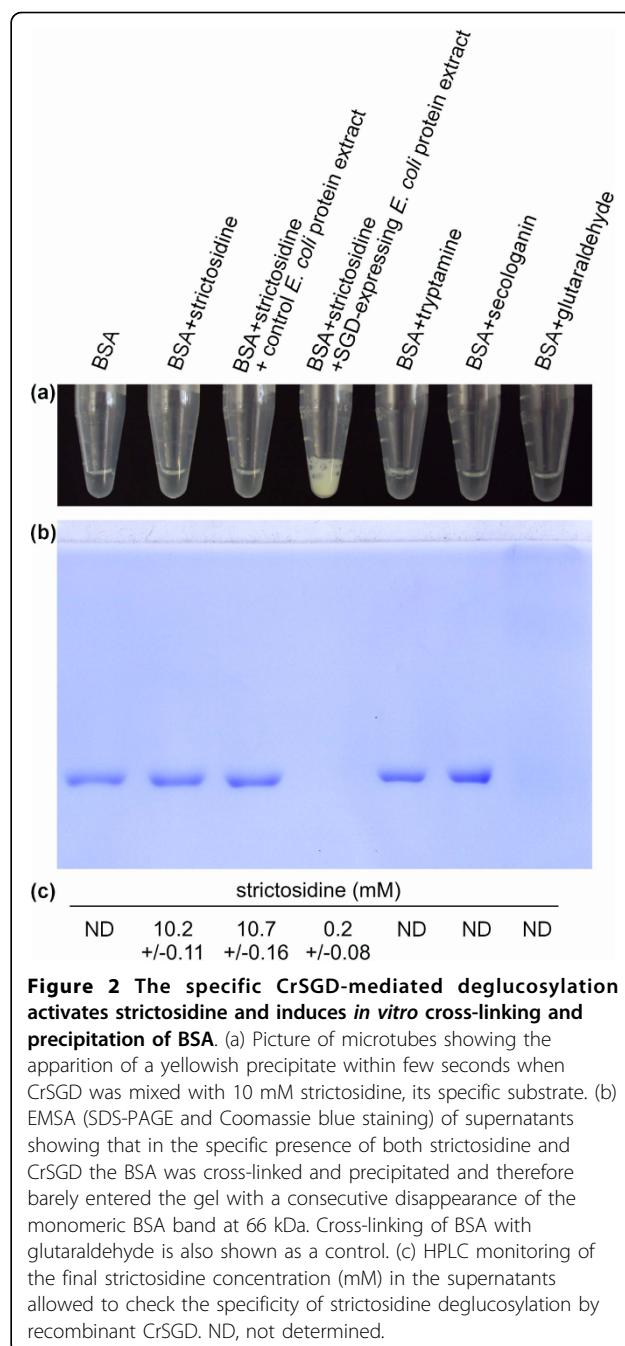 BSA
BSA+strictosidine
BSA+strictosidine
+ control E. coli protein extract
BSA+strictosidine
+SGD-expressing E. coli protein extract
BSA+tryptamine
BSA+secologanin
BSA+glutaraldehyde
(a)
(b)
(c)
strictosidine (mM)
ND 10.2 10.7 0.2 ND ND ND
+/-0.11 +/-0.16 +/-0.08
Figure 2 The specific CrSGD-mediated deglucosylation
activates strictosidine and induces in vitro cross-linking and
precipitation of BSA. (a) Picture of microtubes showing the
apparition of a yellowish precipitate within few seconds when
CrSGD was mixed with 10 mM strictosidine, its specific substrate. (b)
EMSA (SDS-PAGE and Coomassie blue staining) of supernatants
showing that in the specific presence of both strictosidine and
CrSGD the BSA was cross-linked and precipitated and therefore
barely entered the gel with a consecutive disappearance of the
monomeric BSA band at 66 kDa. Cross-linking of BSA with
glutaraldehyde is also shown as a control. (c) HPLC monitoring of
the final strictosidine concentration (mM) in the supernatants
allowed to check the specificity of strictosidine deglucosylation by
recombinant CrSGD. ND, not determined.